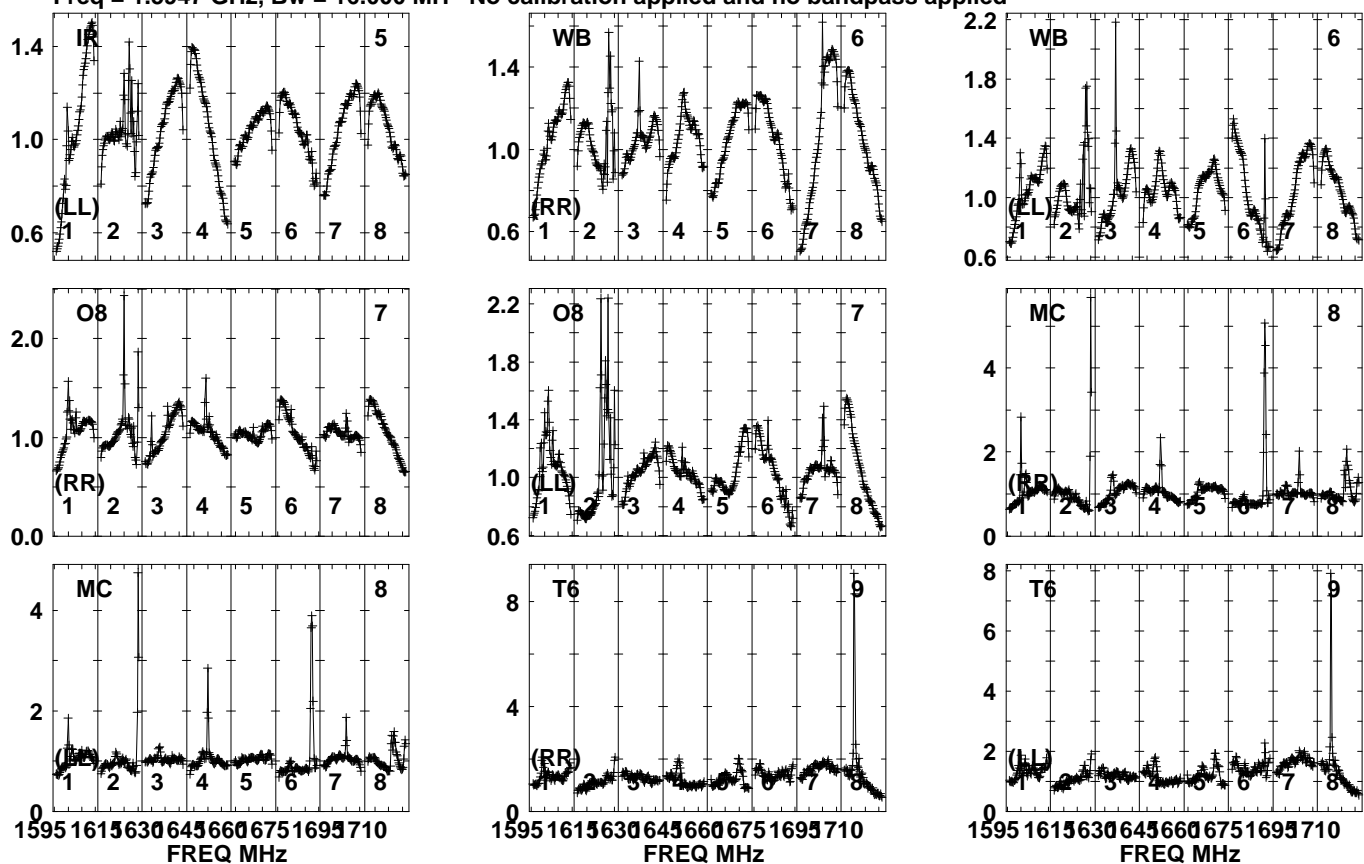 No calibration applied and no bandpass applied
IR 5
1.4
1.0
0.6
(LL)
1 2 3 4 5 6 7 8
WB 6
1.4
1.0
0.6
(RR)
1 2 3 4 5 6 7 8
WB 6
2.2
1.8
1.4
1.0
0.6
(LL)
1 2 3 4 5 6 7 8
O8 7
2.0
1.0
0.0
(RR)
1 2 3 4 5 6 7 8
O8 7
2.2
1.8
1.4
1.0
0.6
(LL)
1 2 3 4 5 6 7 8
MC 8
4
2
0
(RR)
1 2 3 4 5 6 7 8
MC 8
4
2
0
(LL)
1 2 3 4 5 6 7 8
T6 9
8
4
0
(RR)
1 2 3 4 5 6 7 8
T6 9
8
6
4
2
0
(LL)
1 2 3 4 5 6 7 8
1595 1615 1630 1645 1660 1675 1695 1710
1595 1615 1630 1645 1660 1675 1695 1710
1595 1615 1630 1645 1660 1675 1695 1710
FREQ MHz
FREQ MHz
FREQ MHz